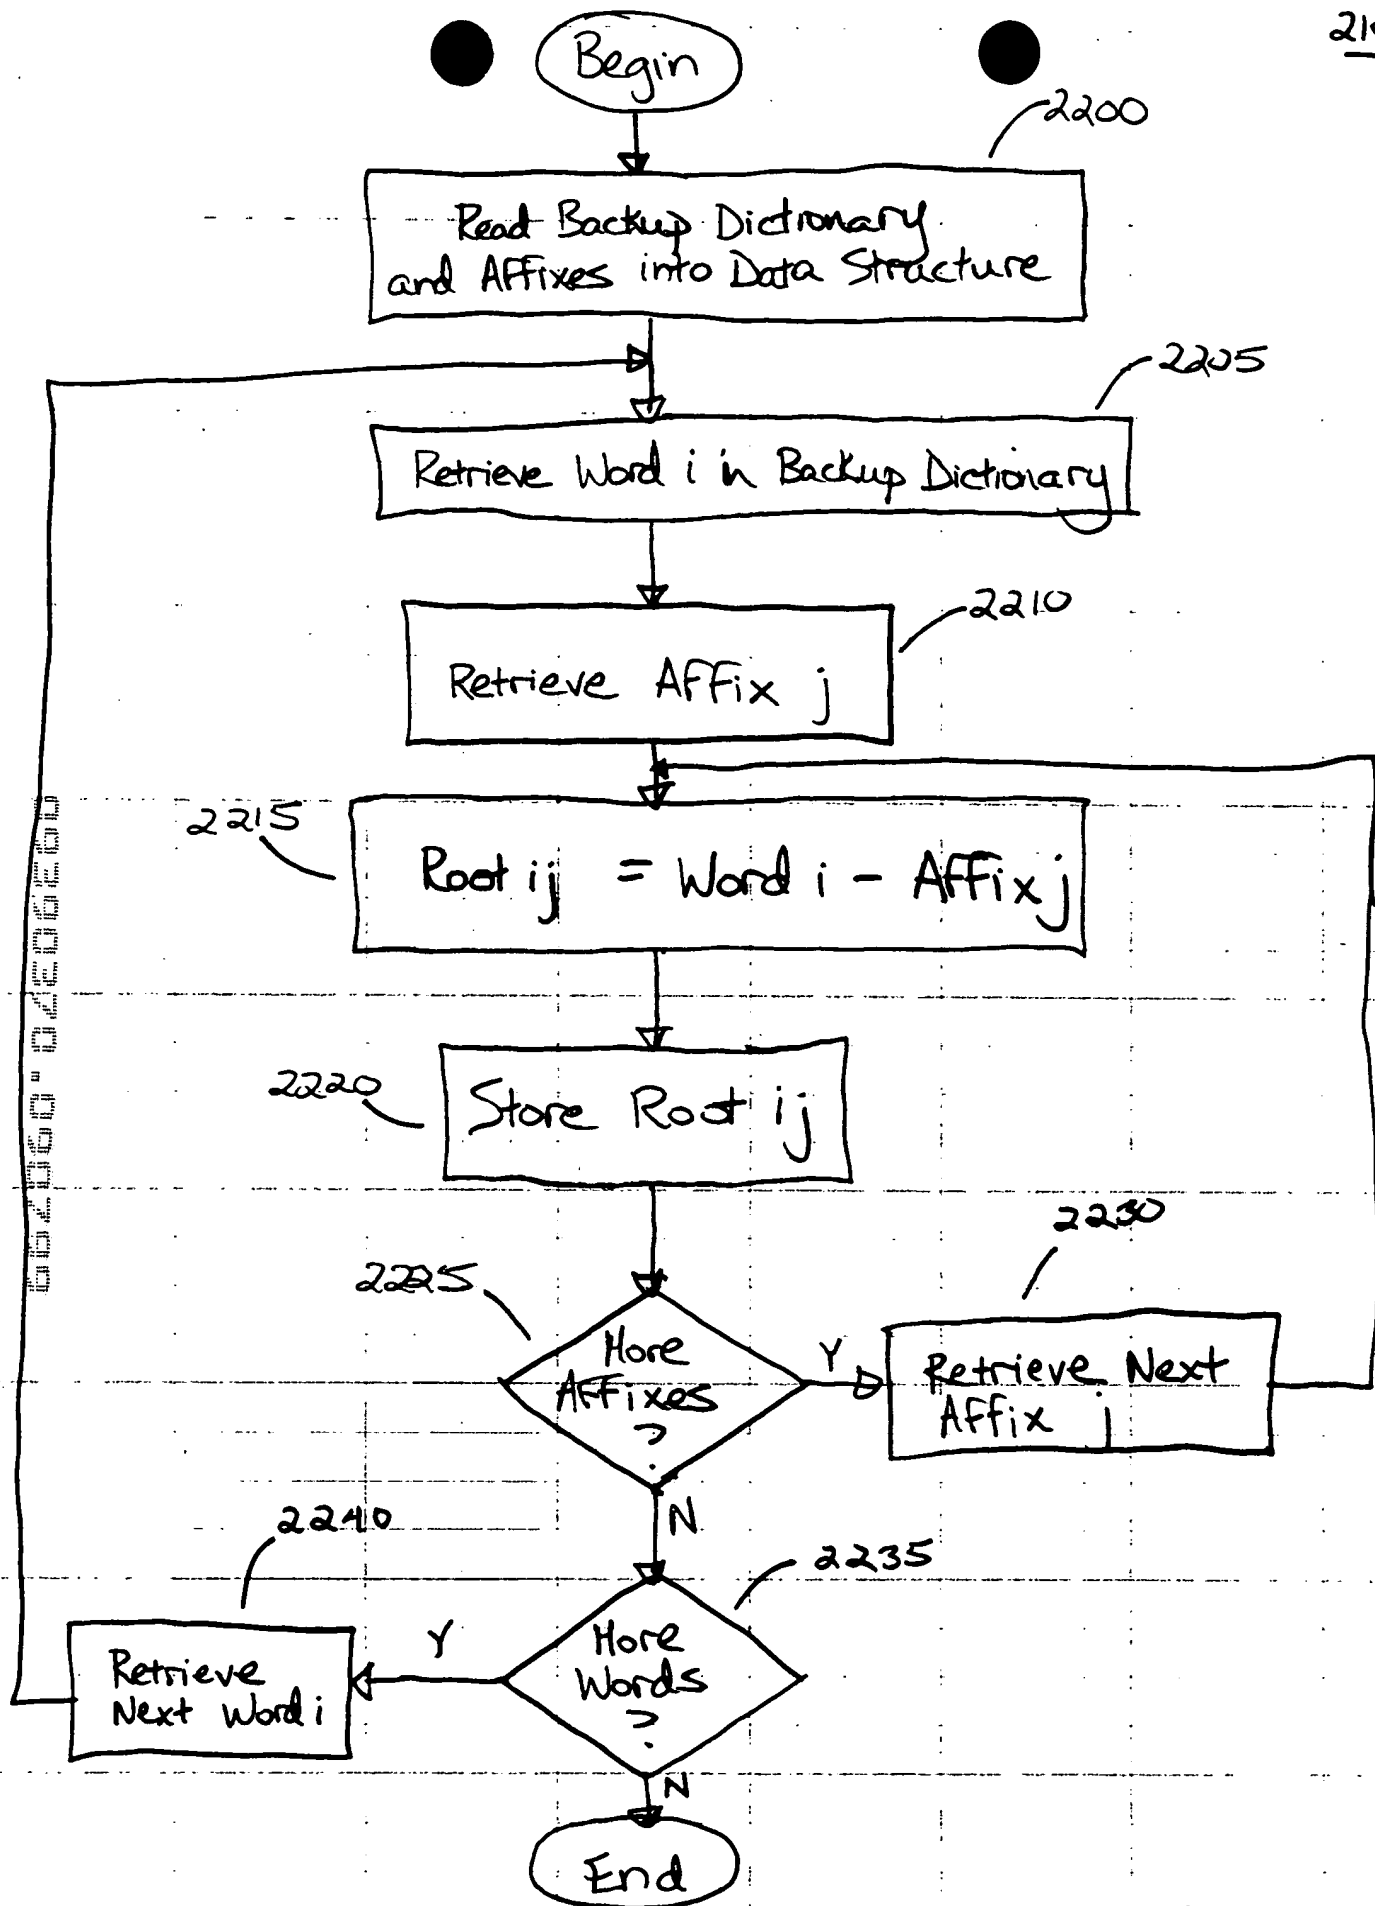 Begin
2200
Read Backup Dictionary
and Affixes into Data Structure
2205
Retrieve Word i in Backup Dictionary
2210
Retrieve Affix j
2215
Root ij = Word i - Affix j
2220
Store Root ij
2225
More
Affixes
?
Y
2230
Retrieve Next
Affix j
N
2240
2235
More
Words
?
Y
Retrieve
Next Word i
N
End